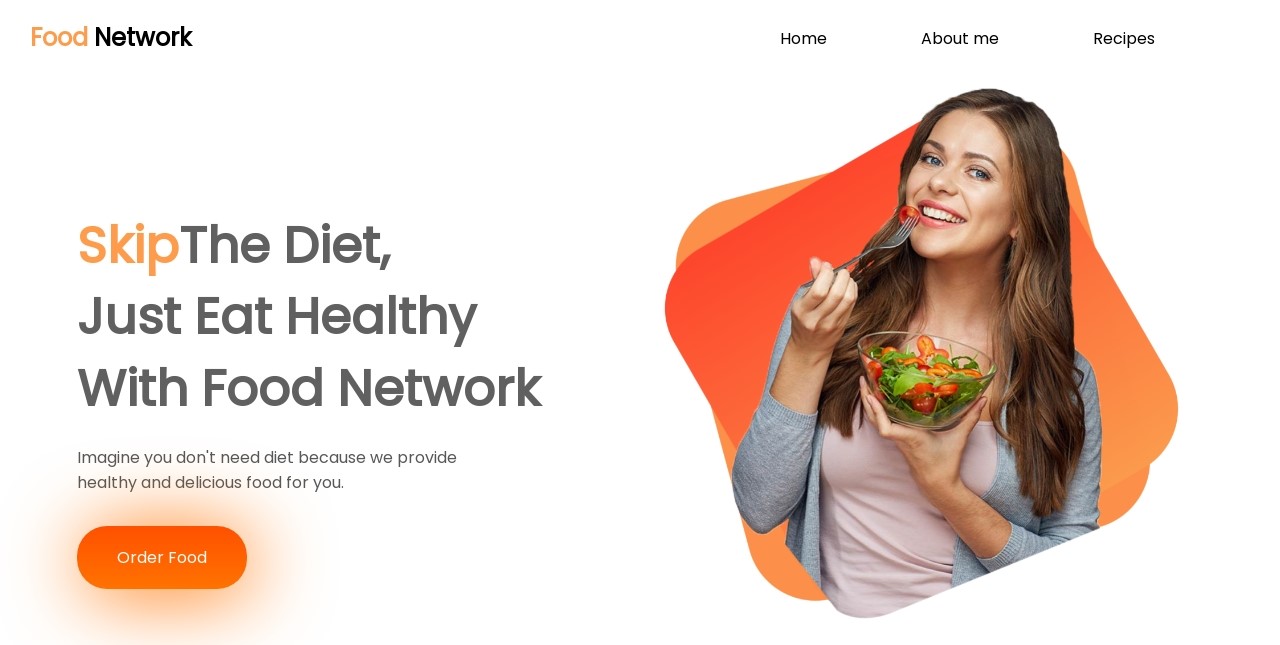 Food Network
Home
About me
Recipes
SkipThe Diet,
Just Eat Healthy
With Food Network
Imagine you don't need diet because we provide
healthy and delicious food for you.
Order Food